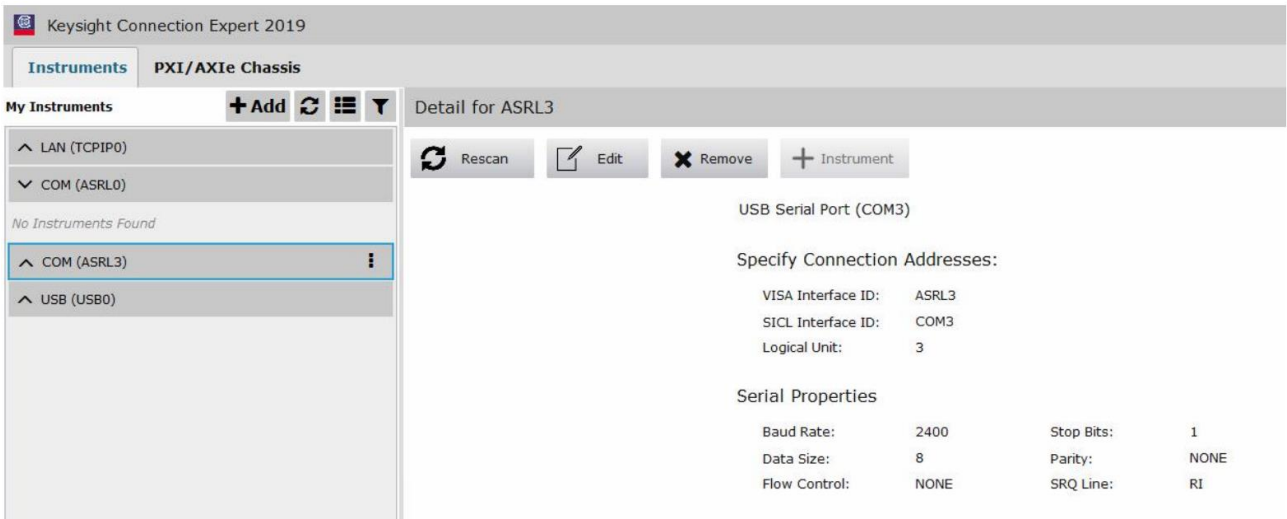 Keysight Connection Expert 2019
Instruments PXI/AXIe Chassis
My Instruments Add
LAN (TCPIP0)
COM (ASRL0)
No Instruments Found
COM (ASRL3)
USB (USB0)
Detail for ASRL3
Rescan Edit Remove Instrument
USB Serial Port (COM3)
Specify Connection Addresses:
VISA Interface ID: ASRL3
SICL Interface ID: COM3
Logical Unit: 3
Serial Properties
Baud Rate: 2400 Stop Bits: 1
Data Size: 8 Parity: NONE
Flow Control: NONE SRQ Line: RI